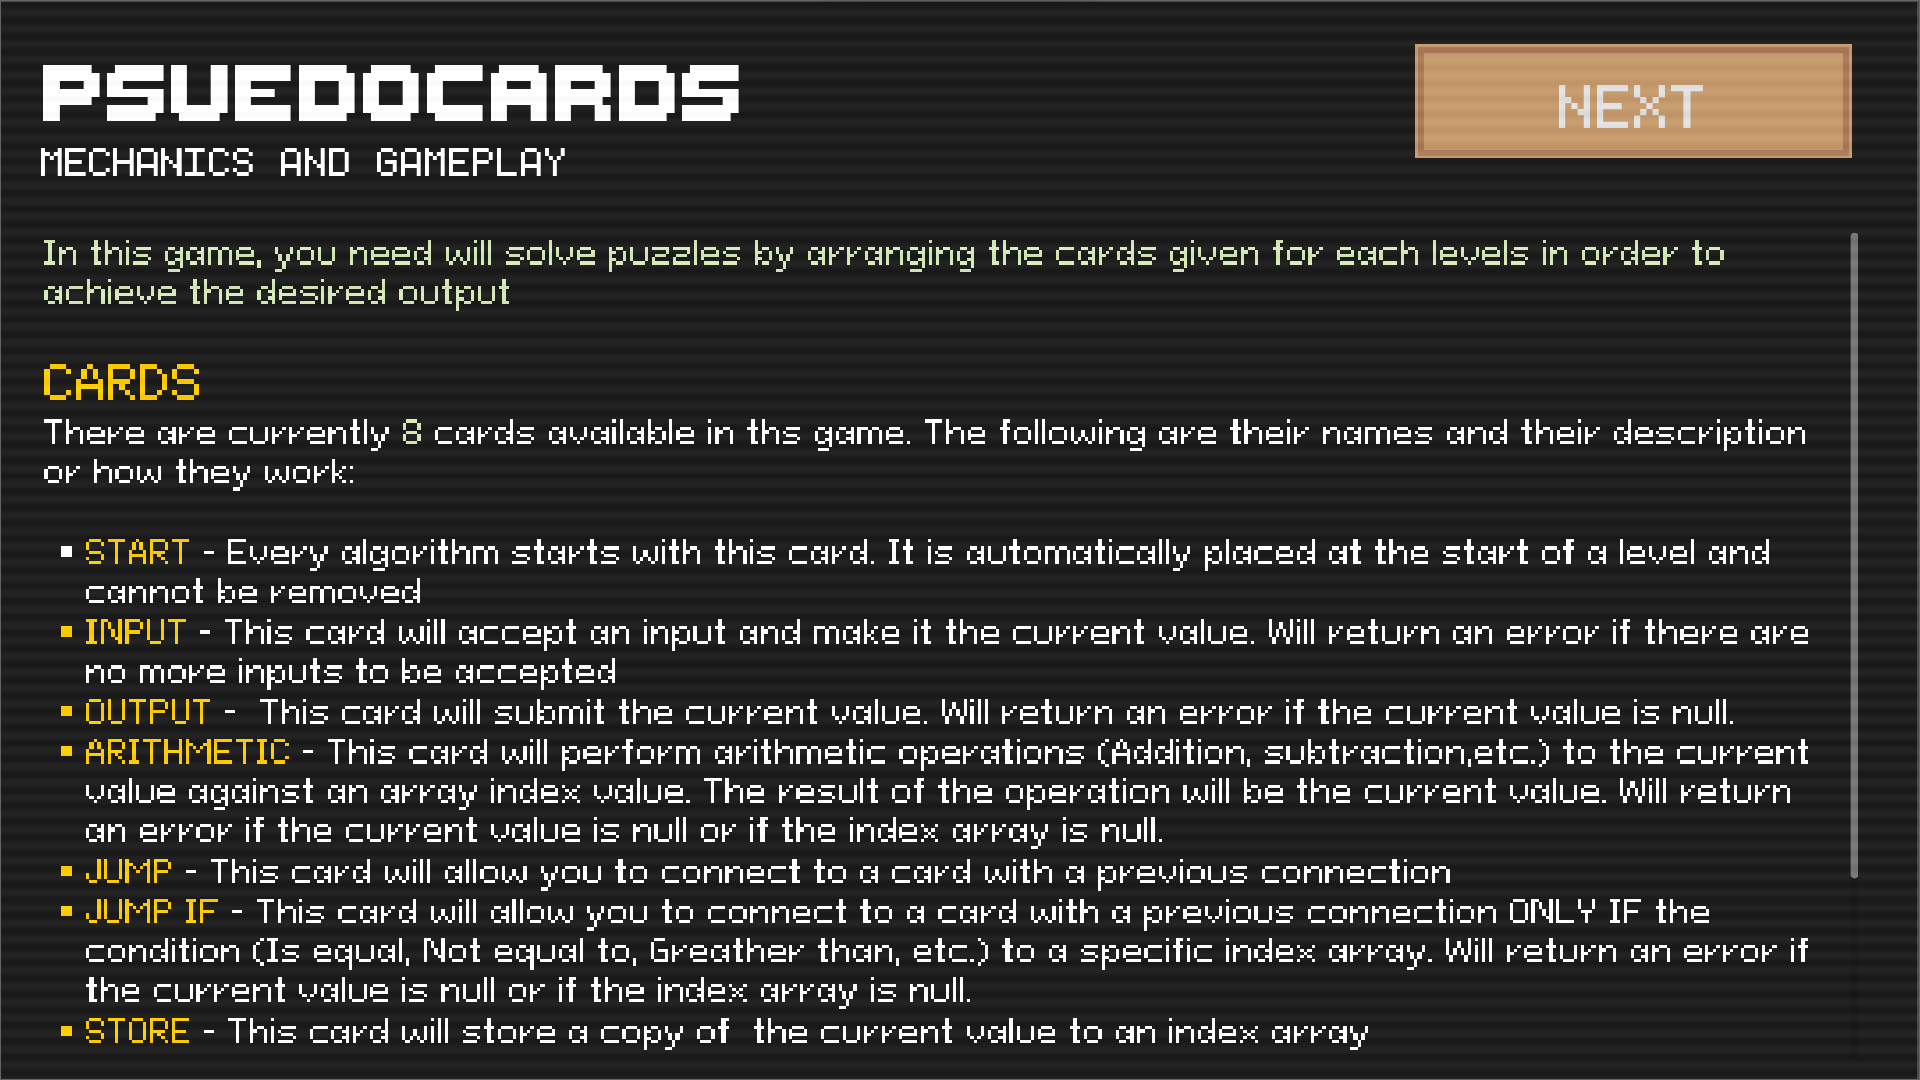 PSUEDOCARDS
NEXT
MECHANICS AND GAMEPLAY
In this game, you need will solve puzzles by arranging the cards given for each levels in order to
achieve the desired output
CARDS
There are currently 8 cards available in ths game. The following are their names and their description
or how they work:
▪ START - Every algorithm starts with this card. It is automatically placed at the start of a level and
cannot be removed
▪ INPUT - This card will accept an input and make it the current value. Will return an error if there are
no more inputs to be accepted
▪ OUTPUT -  This card will submit the current value. Will return an error if the current value is null.
▪ ARITHMETIC - This card will perform arithmetic operations (Addition, subtraction,etc.) to the current
value against an array index value. The result of the operation will be the current value. Will return
an error if the current value is null or if the index array is null.
▪ JUMP - This card will allow you to connect to a card with a previous connection
▪ JUMP IF - This card will allow you to connect to a card with a previous connection ONLY IF the
condition (Is equal, Not equal to, Greather than, etc.) to a specific index array. Will return an error if
the current value is null or if the index array is null.
▪ STORE - This card will store a copy of  the current value to an index array